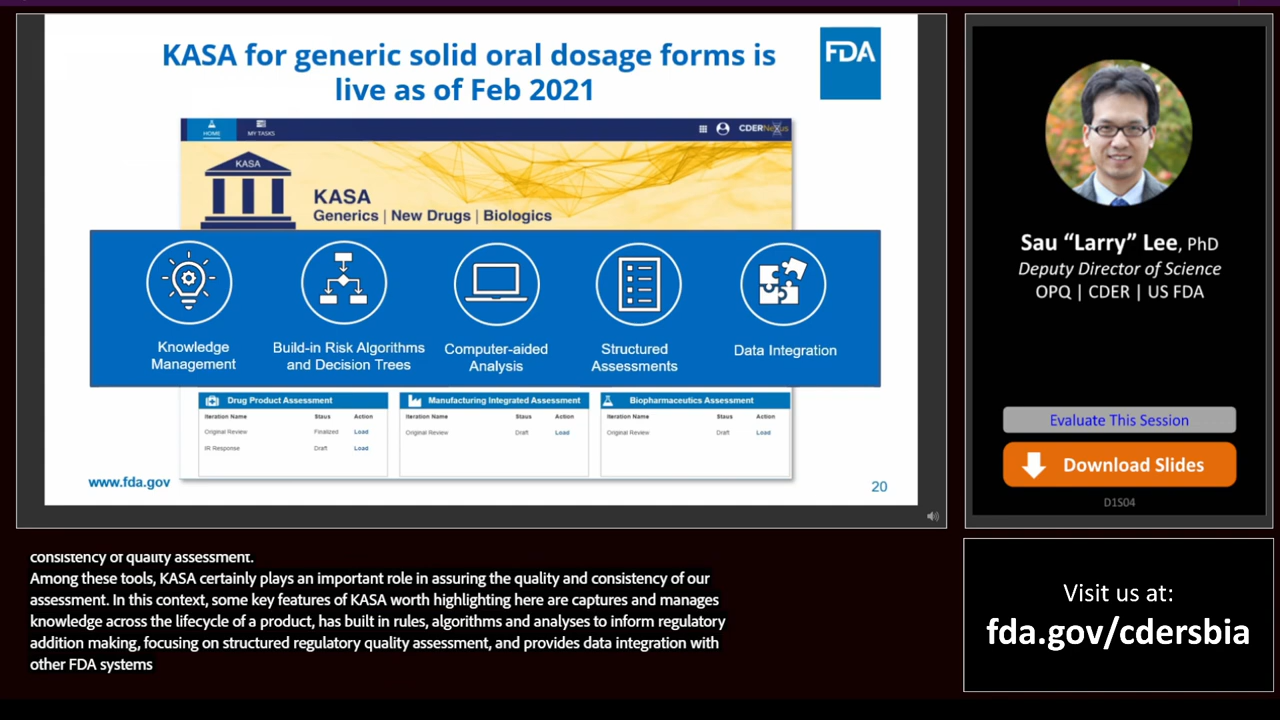 KASA for generic solid oral dosage forms is
live as of Feb 2021
FDA
HOME
MY TASKS
KASA
KASA
Generics | New Drugs | Biologics
Knowledge
Management
Build-in Risk Algorithms
and Decision Trees
Computer-aided
Analysis
Structured
Assessments
Data Integration
Drug Product Assessment
Iteration Name Staus Action
Original Review Finalized Load
IR Response Draft Load
Manufacturing Integrated Assessment
Iteration Name Staus Action
Original Review Draft Load
Biopharmaceutics Assessment
Iteration Name Staus Action
Original Review Draft Load
www.fda.gov
20
Sau “Larry” Lee, PhD
Deputy Director of Science
OPQ | CDER | US FDA
Evaluate This Session
Download Slides
D1S04
consistency of quality assessment.
Among these tools, KASA certainly plays an important role in assuring the quality and consistency of our
assessment. In this context, some key features of KASA worth highlighting here are captures and manages
knowledge across the lifecycle of a product, has built in rules, algorithms and analyses to inform regulatory
addition making, focusing on structured regulatory quality assessment, and provides data integration with
other FDA systems
Visit us at:
fda.gov/cdersbia